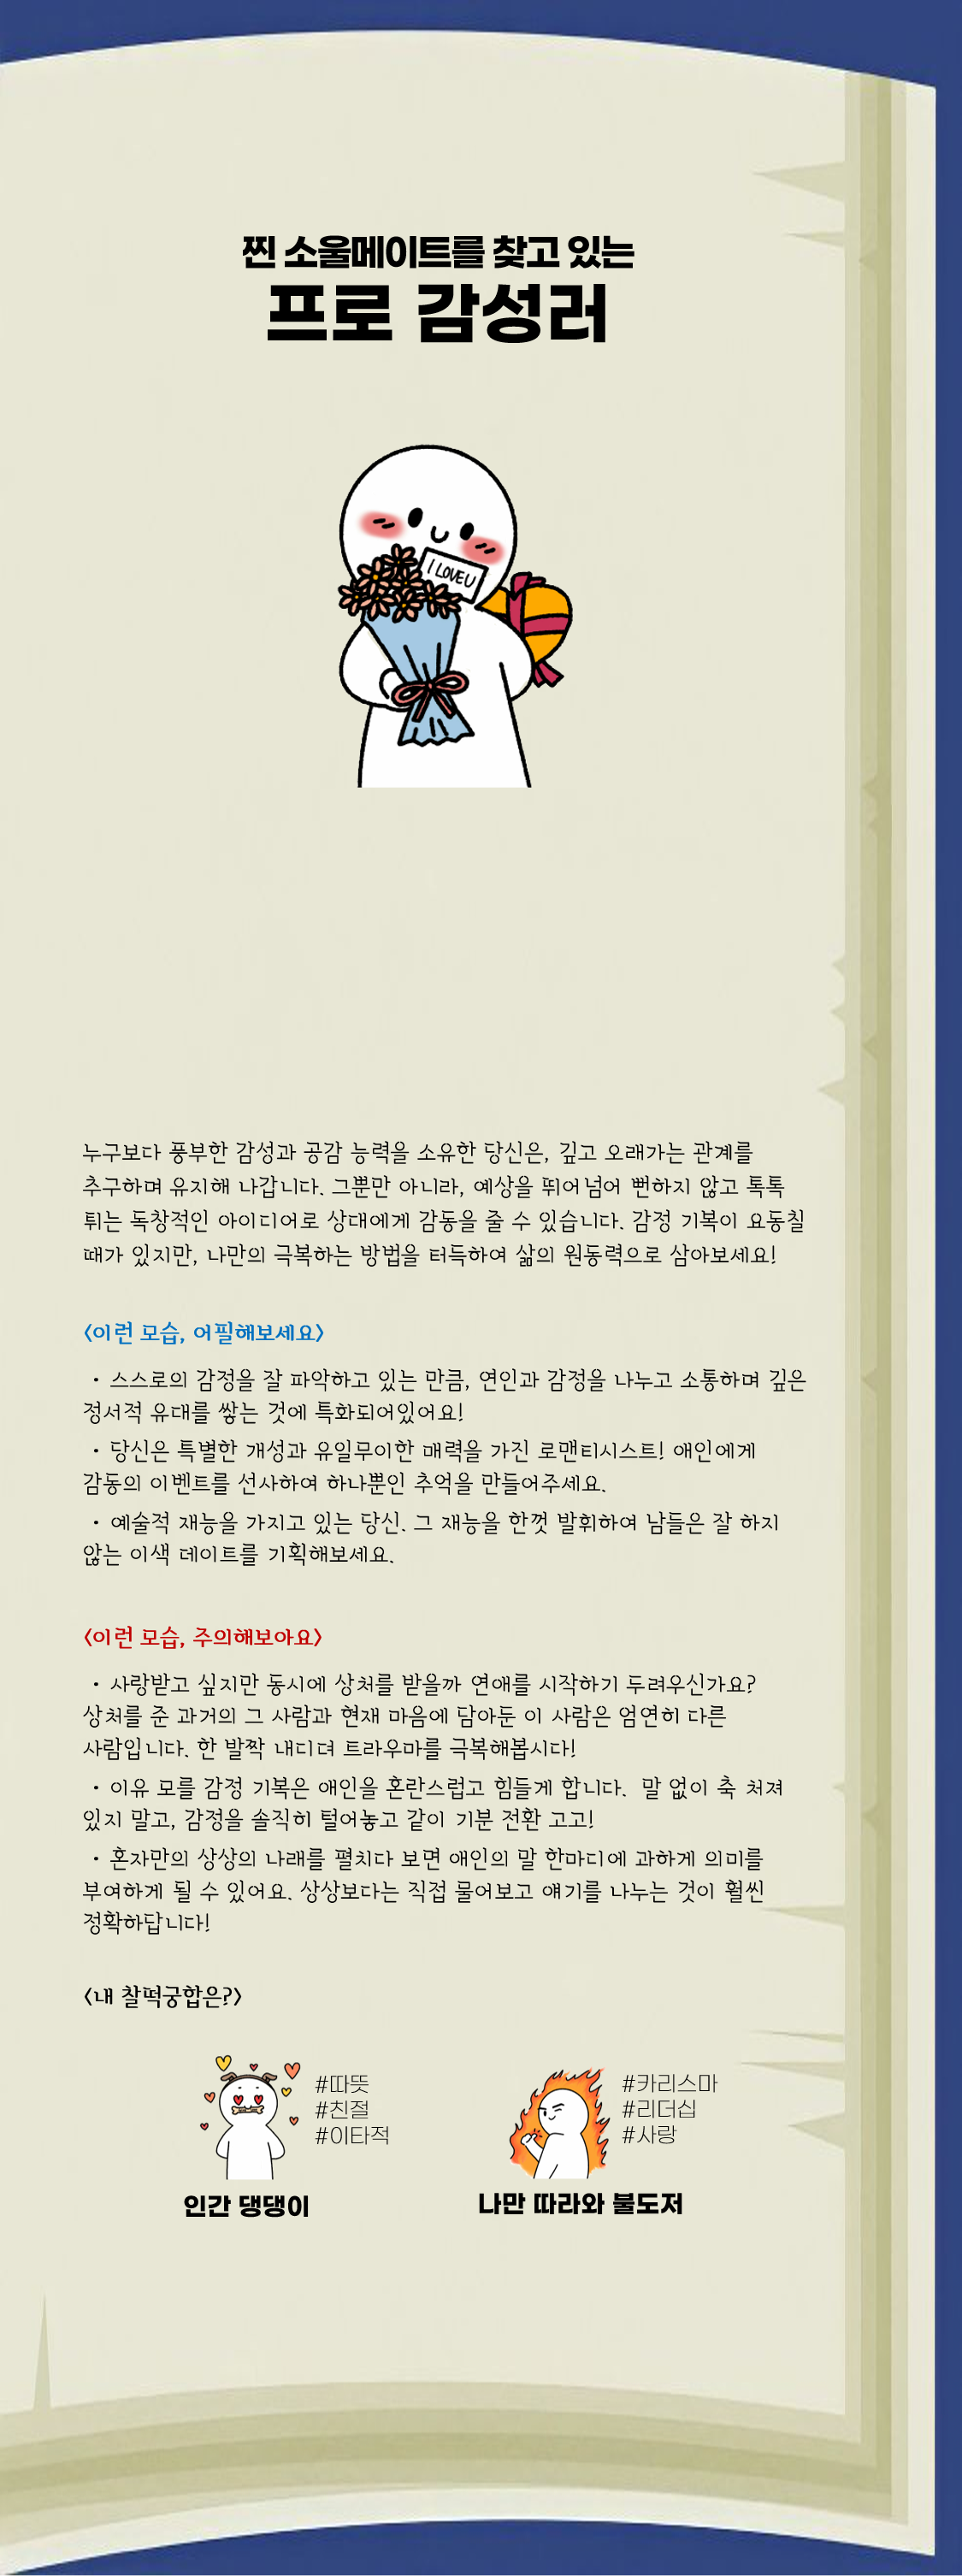 찐 소울메이트를 찾고 있는
프로 감성러
I LOVE U
누구보다 풍부한 감성과 공감 능력을 소유한 당신은, 깊고 오래가는 관계를
추구하며 유지해 나갑니다. 그뿐만 아니라, 예상을 뛰어넘어 뻔하지 않고 톡톡
튀는 독창적인 아이디어로 상대에게 감동을 줄 수 있습니다. 감정 기복이 요동칠
때가 있지만, 나만의 극복하는 방법을 터득하여 삶의 원동력으로 삼아보세요!
<이런 모습, 어필해보세요>
· 스스로의 감정을 잘 파악하고 있는 만큼, 연인과 감정을 나누고 소통하며 깊은
정서적 유대를 쌓는 것에 특화되어있어요!
· 당신은 특별한 개성과 유일무이한 매력을 가진 로맨티시스트! 애인에게
감동의 이벤트를 선사하여 하나뿐인 추억을 만들어주세요.
· 예술적 재능을 가지고 있는 당신. 그 재능을 한껏 발휘하여 남들은 잘 하지
않는 이색 데이트를 기획해보세요.
<이런 모습, 주의해보아요>
· 사랑받고 싶지만 동시에 상처를 받을까 연애를 시작하기 두려우신가요?
상처를 준 과거의 그 사람과 현재 마음에 담아둔 이 사람은 엄연히 다른
사람입니다. 한 발짝 내디뎌 트라우마를 극복해봅시다!
· 이유 모를 감정 기복은 애인을 혼란스럽고 힘들게 합니다. 말 없이 축 처져
있지 말고, 감정을 솔직히 털어놓고 같이 기분 전환 고고!
· 혼자만의 상상의 나래를 펼치다 보면 애인의 말 한마디에 과하게 의미를
부여하게 될 수 있어요. 상상보다는 직접 물어보고 얘기를 나누는 것이 훨씬
정확하답니다!
<내 찰떡궁합은?>
#따뜻
#친절
#이타적
인간 댕댕이
#카리스마
#리더십
#사랑
나만 따라와 불도저